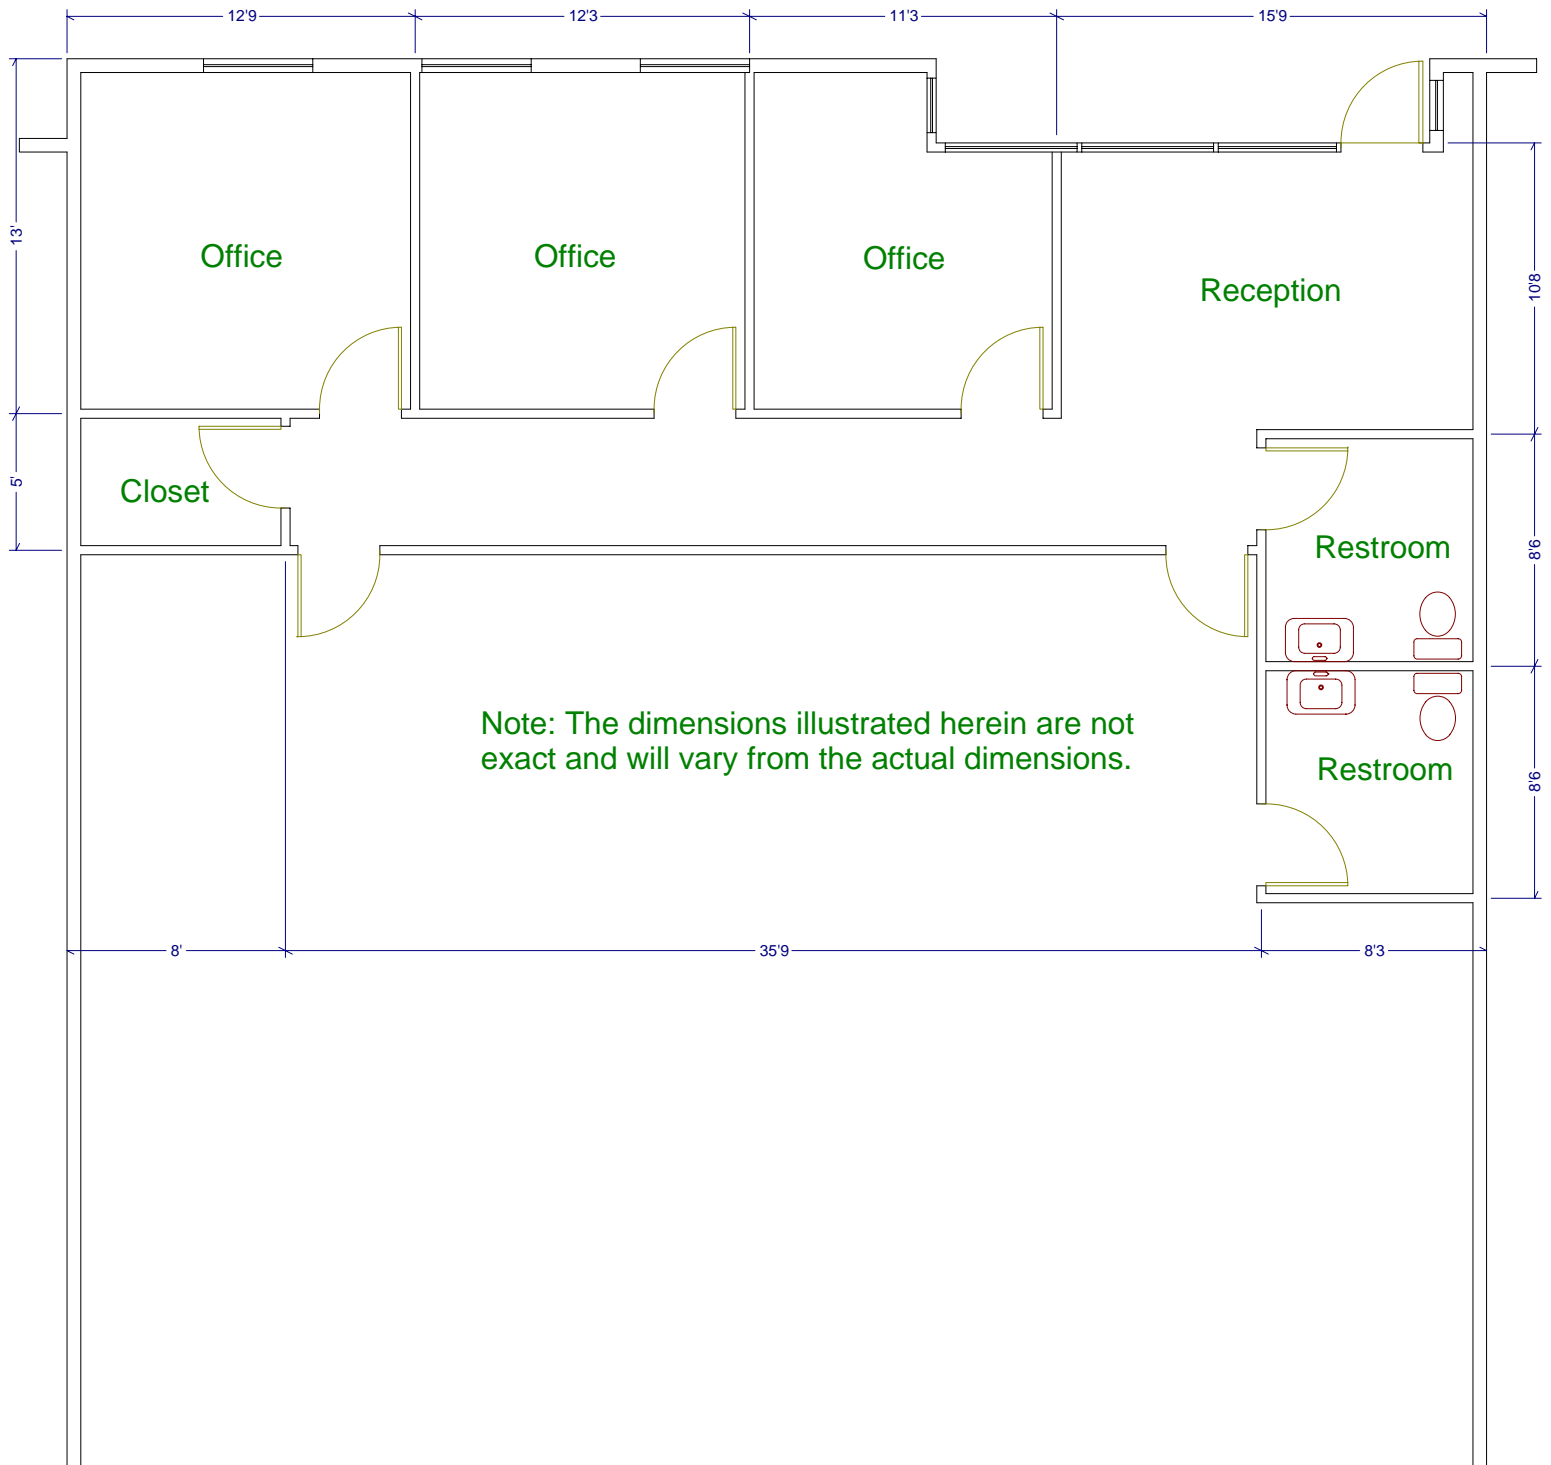 12'9 12'3 11'3 15'9
13'
Office Office Office
Reception
10'8
5'
Closet
Restroom
8'6
Note: The dimensions illustrated herein are not
exact and will vary from the actual dimensions.
Restroom
8'6
8' 35'9 8'3